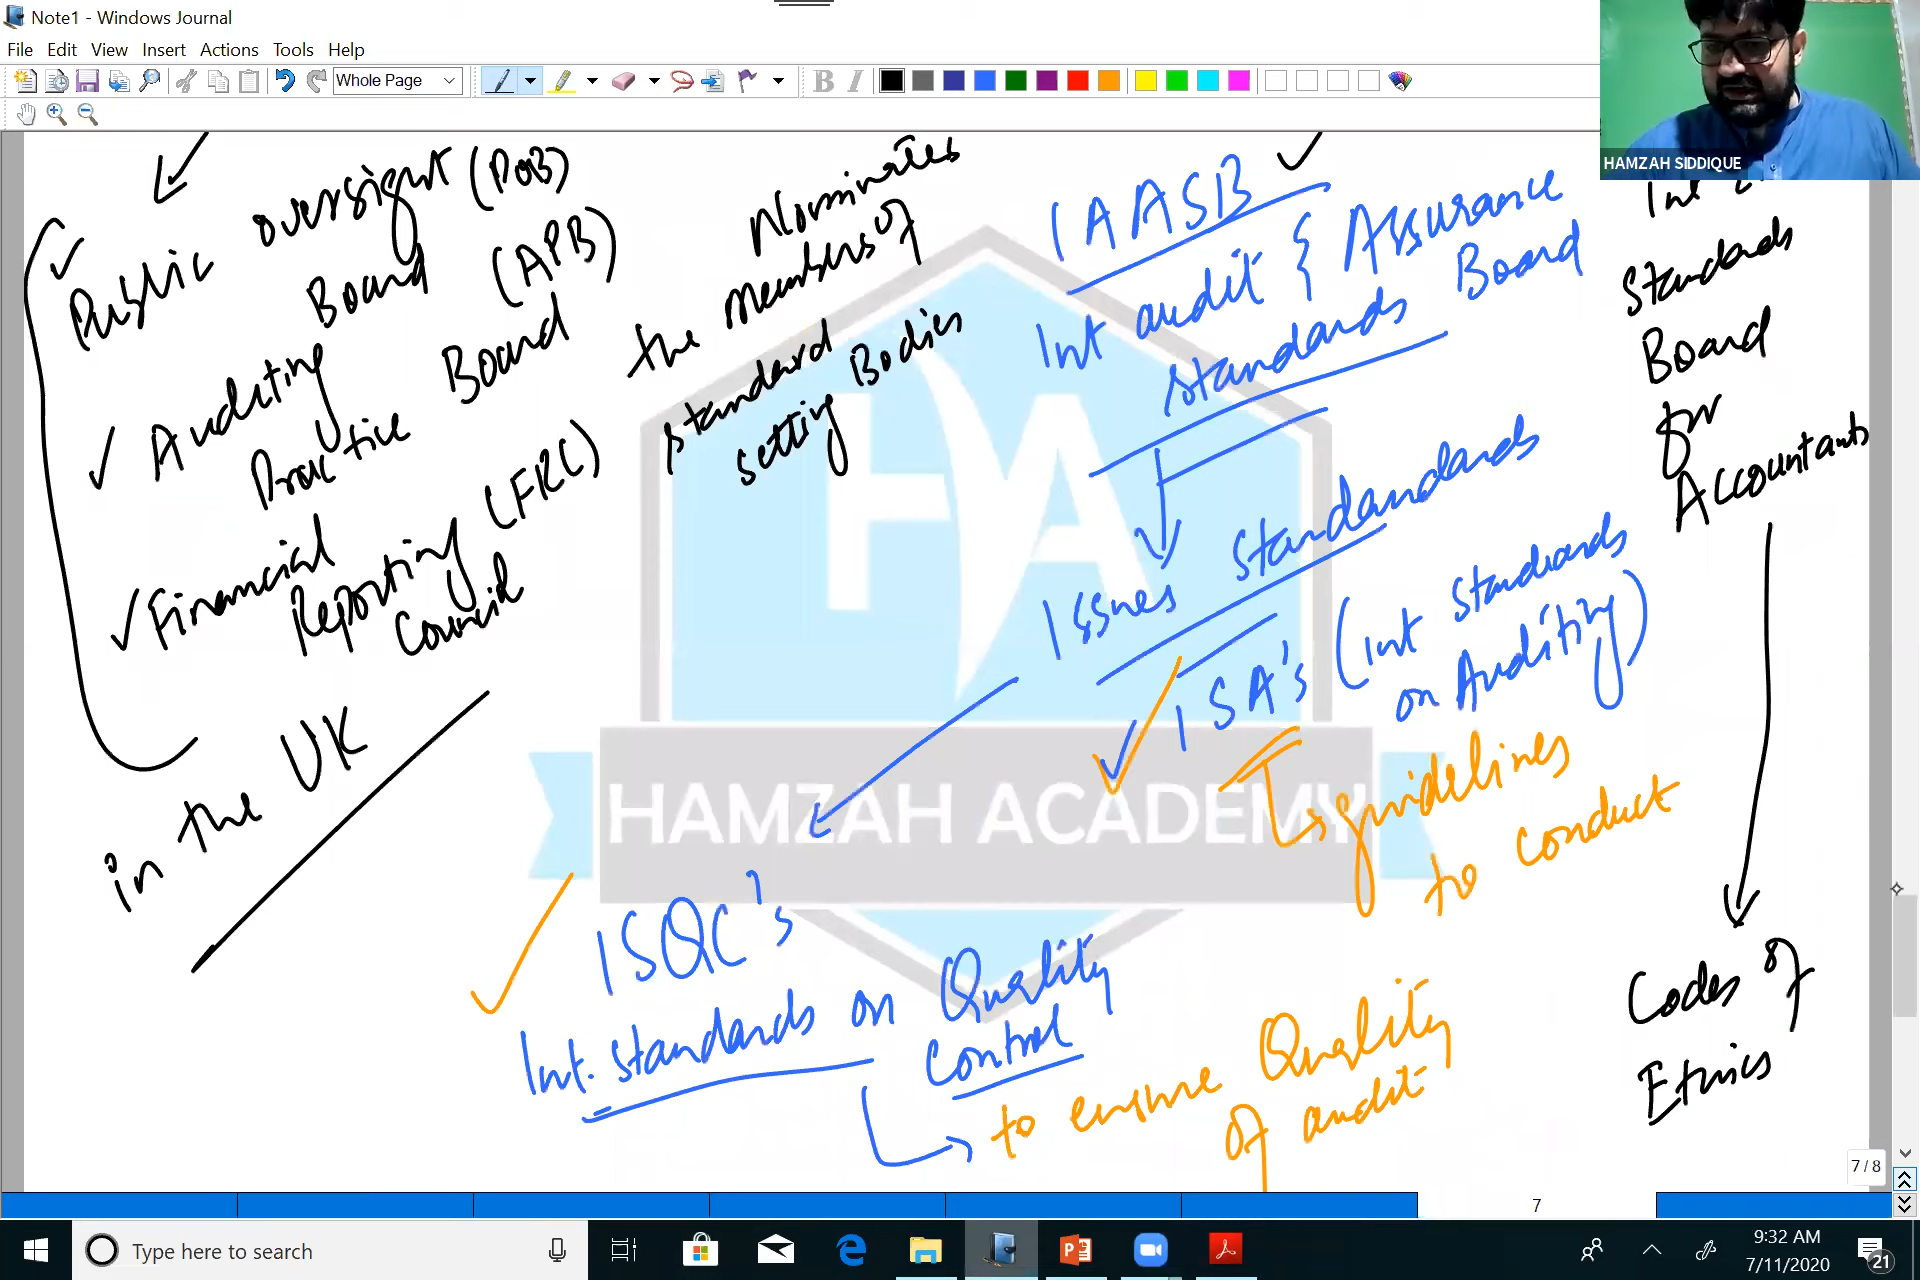 Note1 - Windows Journal
File Edit View Insert Actions Tools Help
Whole Page
B I
HAMZAH SIDDIQUE
Public oversight (POB)
Board
Auditing (APB)
Practice Board
Financial
Reporting (FRC)
Council
in the UK
Nominates
the members of
standard
setting Bodies
IAASB
Int audit & Assurance
standards Board
Issues standandards
ISA's (Int Standards
on Auditing)
guidelines
to conduct
ISQC's
Int. standards on Quality
Control
to ensure Quality
of audit
Standards
Board
for
Accountants
Codes of
Ethics
HA
HAMZAH ACADEMY
7 / 8
7
Type here to search
9:32 AM
7/11/2020
21